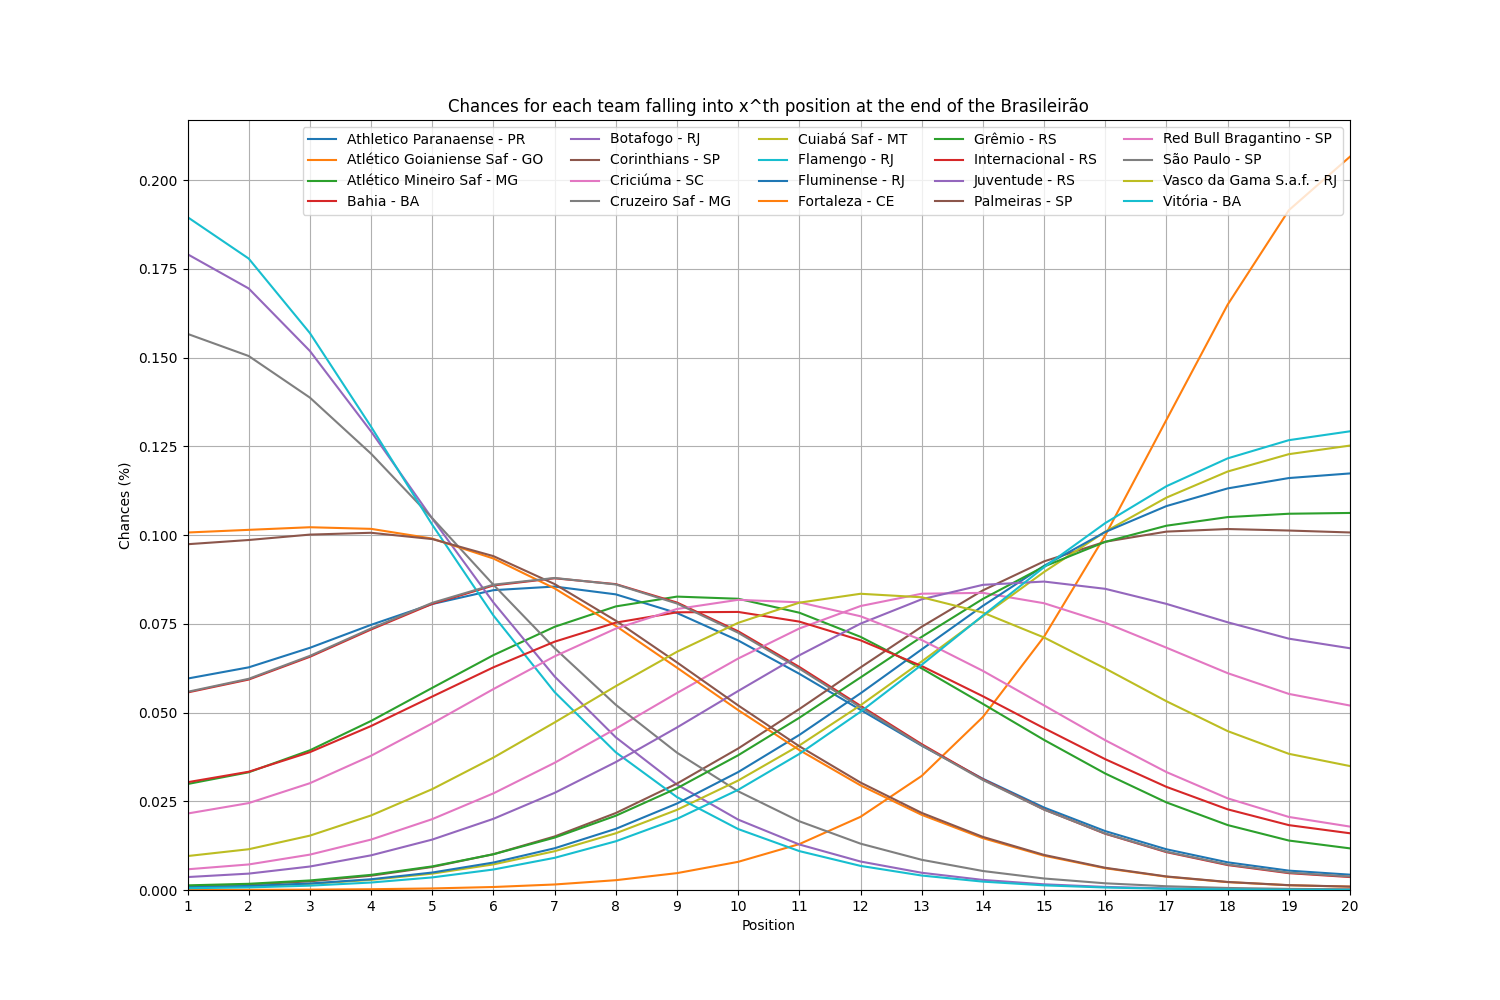 Chances for each team falling into x^th position at the end of the Brasileirão
Athletico Paranaense - PR
Atlético Goianiense Saf - GO
Atlético Mineiro Saf - MG
Bahia - BA
Botafogo - RJ
Corinthians - SP
Criciúma - SC
Cruzeiro Saf - MG
Cuiabá Saf - MT
Flamengo - RJ
Fluminense - RJ
Fortaleza - CE
Grêmio - RS
Internacional - RS
Juventude - RS
Palmeiras - SP
Red Bull Bragantino - SP
São Paulo - SP
Vasco da Gama S.a.f. - RJ
Vitória - BA
Chances (%)
0.200
0.175
0.150
0.125
0.100
0.075
0.050
0.025
0.000
1 2 3 4 5 6 7 8 9 10 11 12 13 14 15 16 17 18 19 20
Position